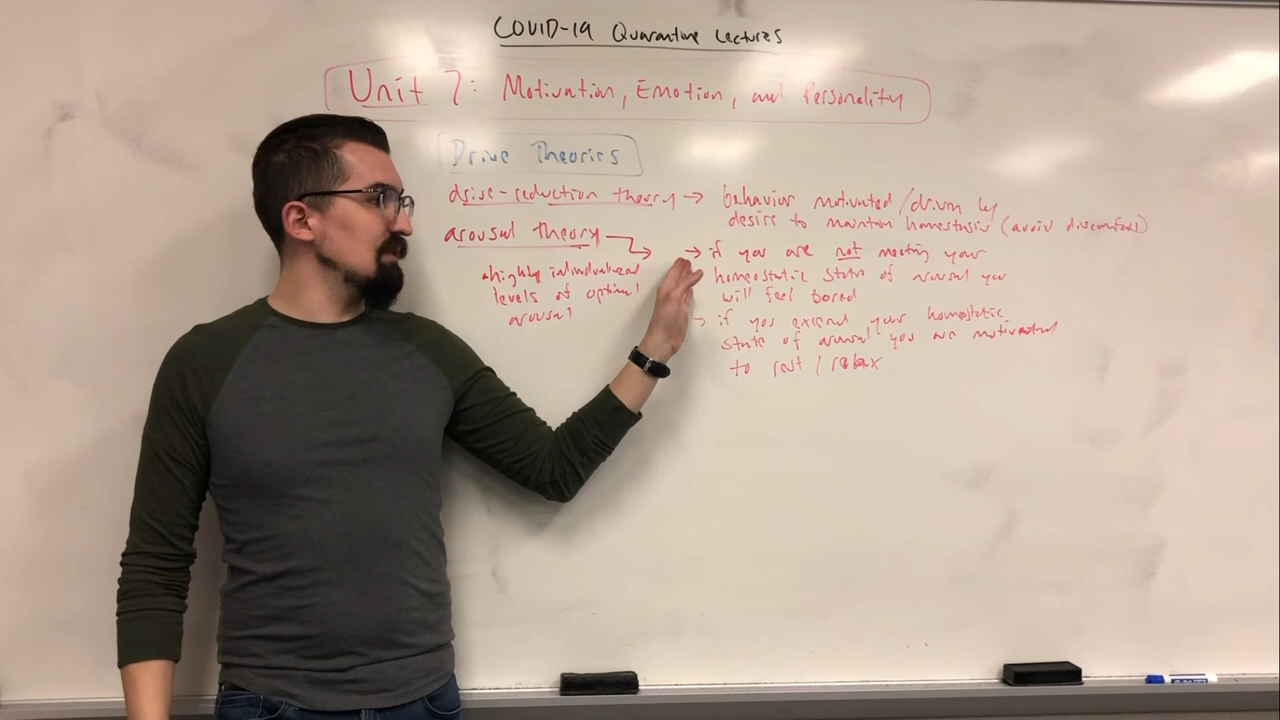 COVID-19 Quarantine Lectures
Unit 7: Motivation, Emotion, and Personality
Drive Theories
drive-reduction theory → behavior motivated/driven by
desire to maintain homeostasis (avoid discomfort)
arousal theory → → if you are not meeting your
homeostatic state of arousal you
will feel bored
*highly individualized
levels of optimal
arousal
→ if you exceed your homeostatic
state of arousal you are motivated
to rest / relax